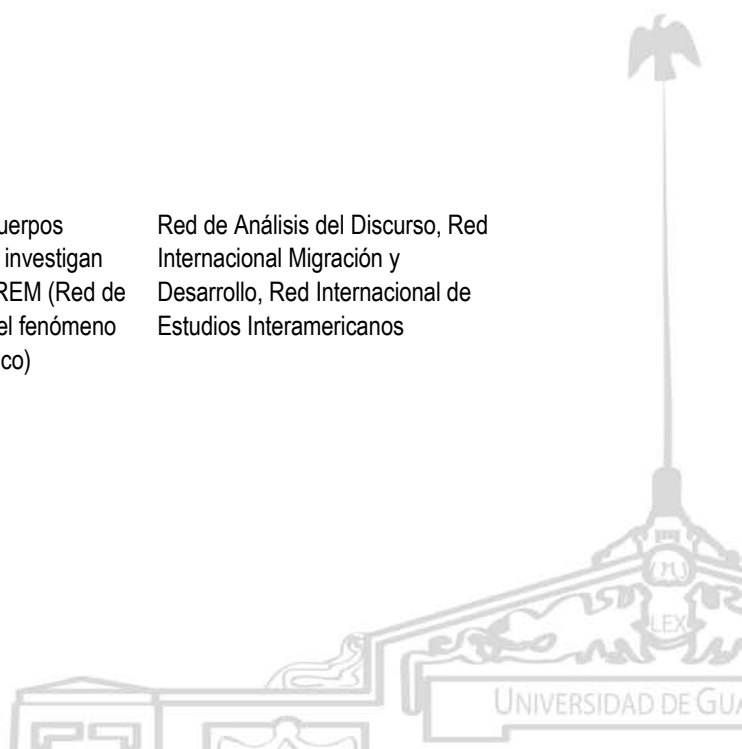 uerpos
investigan
REM (Red de
el fenómeno
co)
Red de Análisis del Discurso, Red
Internacional Migración y
Desarrollo, Red Internacional de
Estudios Interamericanos
LEX
UNIVERSIDAD DE GUA